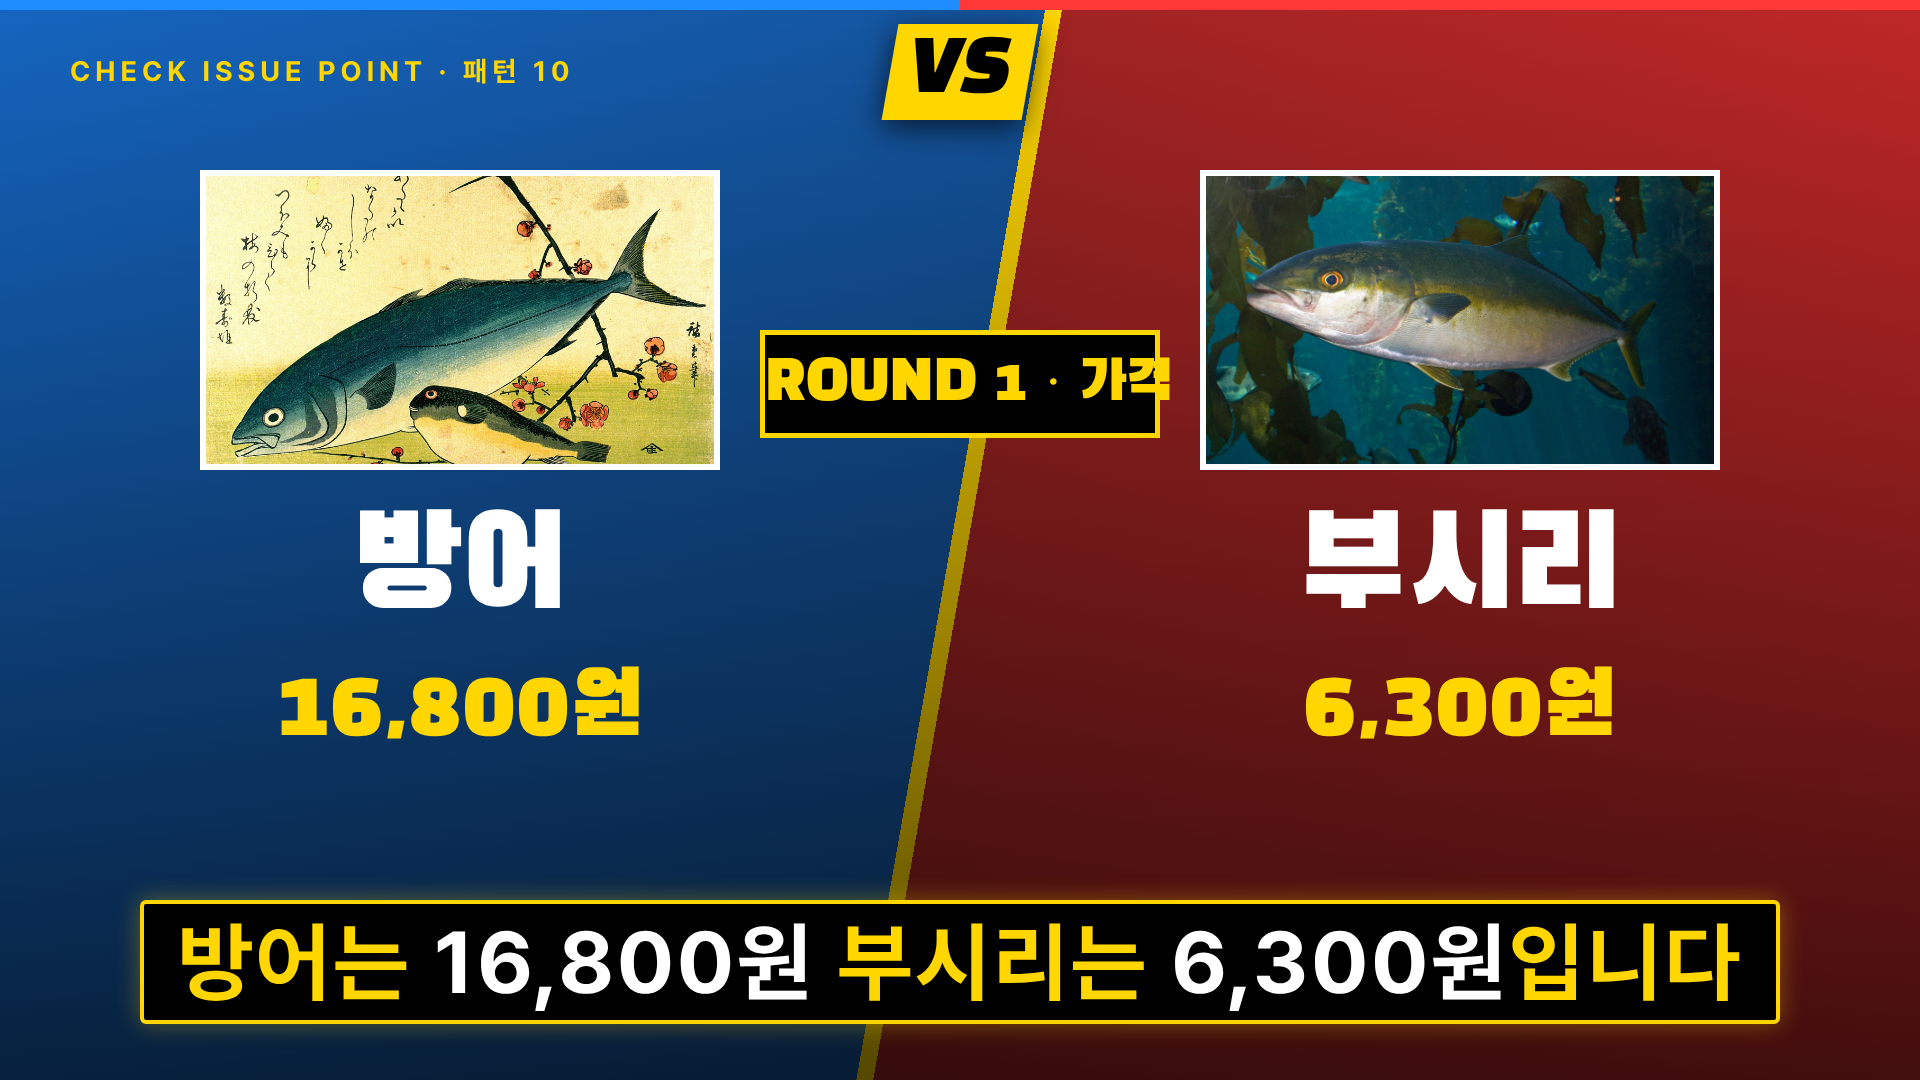 CHECK ISSUE POINT · 패턴 10
VS
ROUND 1 · 가격
방어
부시리
16,800원
6,300원
방어는 16,800원 부시리는 6,300원입니다